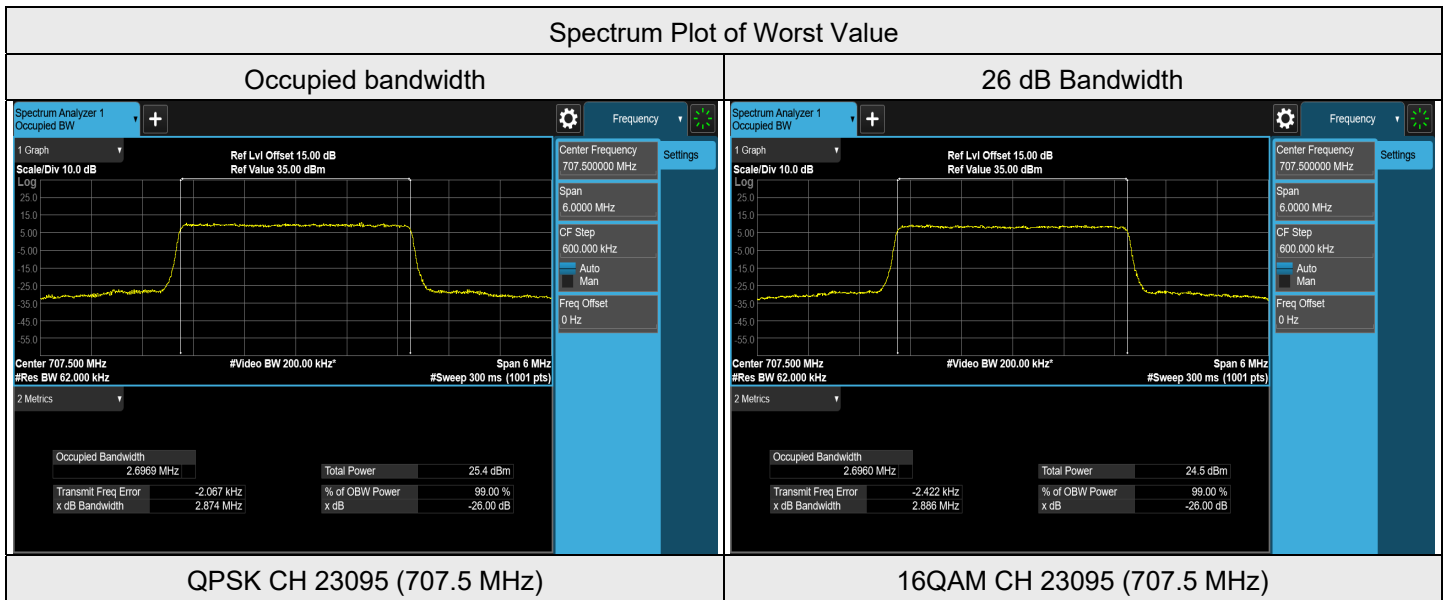 Spectrum Plot of Worst Value
Occupied bandwidth
26 dB Bandwidth
Spectrum Analyzer 1
Occupied BW
+
Frequency
1 Graph
Scale/Div 10.0 dB
Ref Lvl Offset 15.00 dB
Ref Value 35.00 dBm
Log
25.0
15.0
5.00
-5.00
-15.0
-25.0
-35.0
-45.0
-55.0
Center 707.500 MHz
#Video BW 200.00 kHz*
Span 6 MHz
#Res BW 62.000 kHz
#Sweep 300 ms (1001 pts)
Center Frequency
707.500000 MHz
Settings
Span
6.0000 MHz
CF Step
600.000 kHz
Auto
Man
Freq Offset
0 Hz
2 Metrics
Occupied Bandwidth
2.6969 MHz
Total Power 25.4 dBm
Transmit Freq Error -2.067 kHz
% of OBW Power 99.00 %
x dB Bandwidth 2.874 MHz
x dB -26.00 dB
Spectrum Analyzer 1
Occupied BW
+
Frequency
1 Graph
Scale/Div 10.0 dB
Ref Lvl Offset 15.00 dB
Ref Value 35.00 dBm
Log
25.0
15.0
5.00
-5.00
-15.0
-25.0
-35.0
-45.0
-55.0
Center 707.500 MHz
#Video BW 200.00 kHz*
Span 6 MHz
#Res BW 62.000 kHz
#Sweep 300 ms (1001 pts)
Center Frequency
707.500000 MHz
Settings
Span
6.0000 MHz
CF Step
600.000 kHz
Auto
Man
Freq Offset
0 Hz
2 Metrics
Occupied Bandwidth
2.6960 MHz
Total Power 24.5 dBm
Transmit Freq Error -2.422 kHz
% of OBW Power 99.00 %
x dB Bandwidth 2.886 MHz
x dB -26.00 dB
QPSK CH 23095 (707.5 MHz)
16QAM CH 23095 (707.5 MHz)